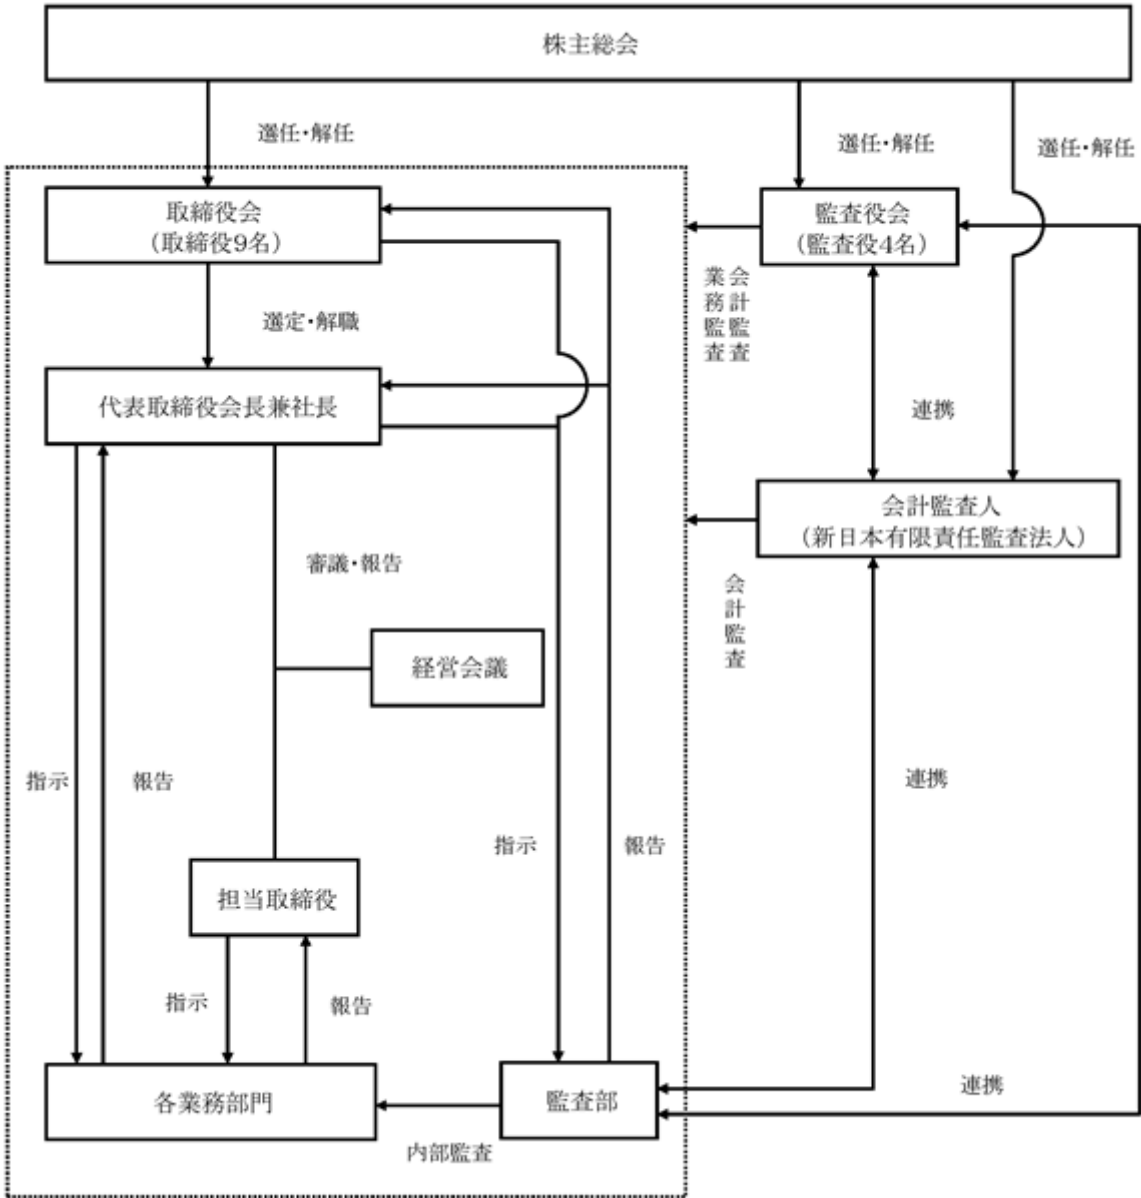 株主総会
選任・解任
選任・解任
選任・解任
取締役会
（取締役9名）
監査役会
（監査役4名）
業務監査
会計監査
選定・解職
代表取締役会長兼社長
連携
会計監査人
（新日本有限責任監査法人）
審議・報告
会計監査
経営会議
指示
報告
連携
指示
報告
担当取締役
指示
報告
各業務部門
監査部
連携
内部監査